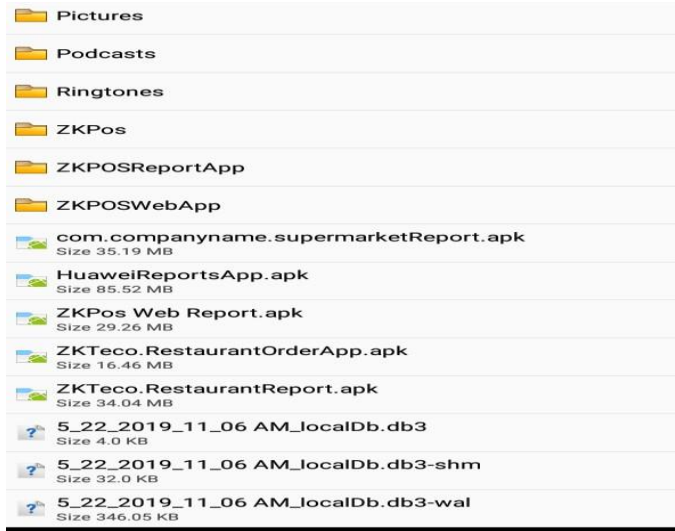 Pictures
Podcasts
Ringtones
ZKPos
ZKPOSReportApp
ZKPOSWebApp
com.companyname.supermarketReport.apk
Size 35.19 MB
HuaweiReportsApp.apk
Size 85.52 MB
ZKPos Web Report.apk
Size 29.26 MB
ZKTeco.RestaurantOrderApp.apk
Size 16.46 MB
ZKTeco.RestaurantReport.apk
Size 34.04 MB
5_22_2019_11_06 AM_localDb.db3
Size 4.0 KB
5_22_2019_11_06 AM_localDb.db3-shm
Size 32.0 KB
5_22_2019_11_06 AM_localDb.db3-wal
Size 346.05 KB